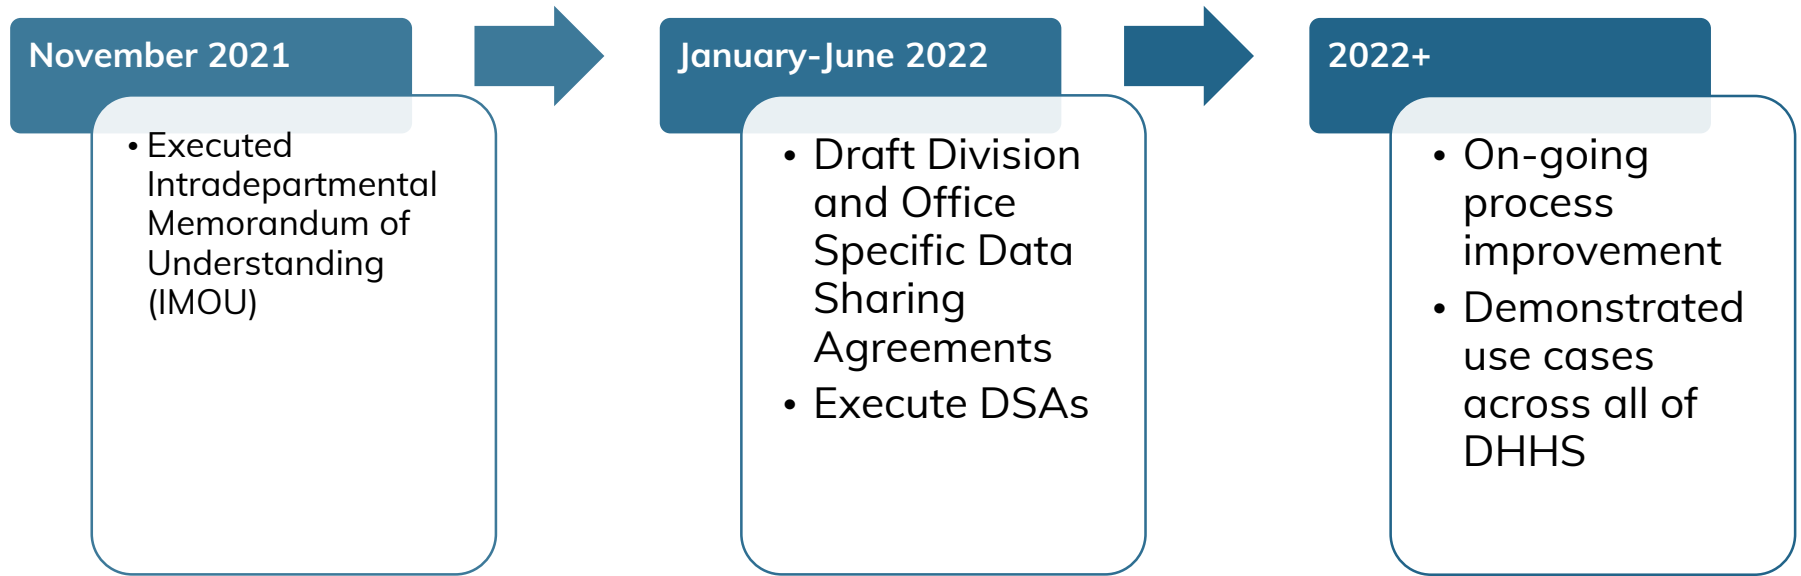 November 2021
• Executed
Intradepartmental
Memorandum of
Understanding
(IMOU)
January-June 2022
• Draft Division
and Office
Specific Data
Sharing
Agreements
• Execute DSAs
2022+
• On-going
process
improvement
• Demonstrated
use cases
across all of
DHHS